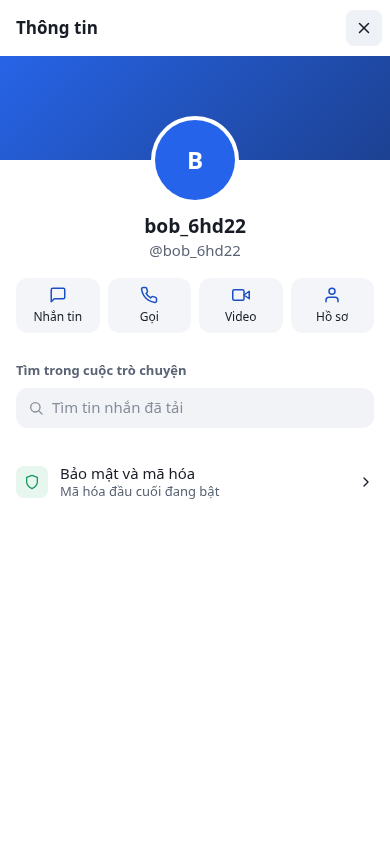 Thông tin
B
bob_6hd22
@bob_6hd22
Nhắn tin
Gọi
Video
Hồ sơ
Tìm trong cuộc trò chuyện
Tìm tin nhắn đã tải
Bảo mật và mã hóa
Mã hóa đầu cuối đang bật